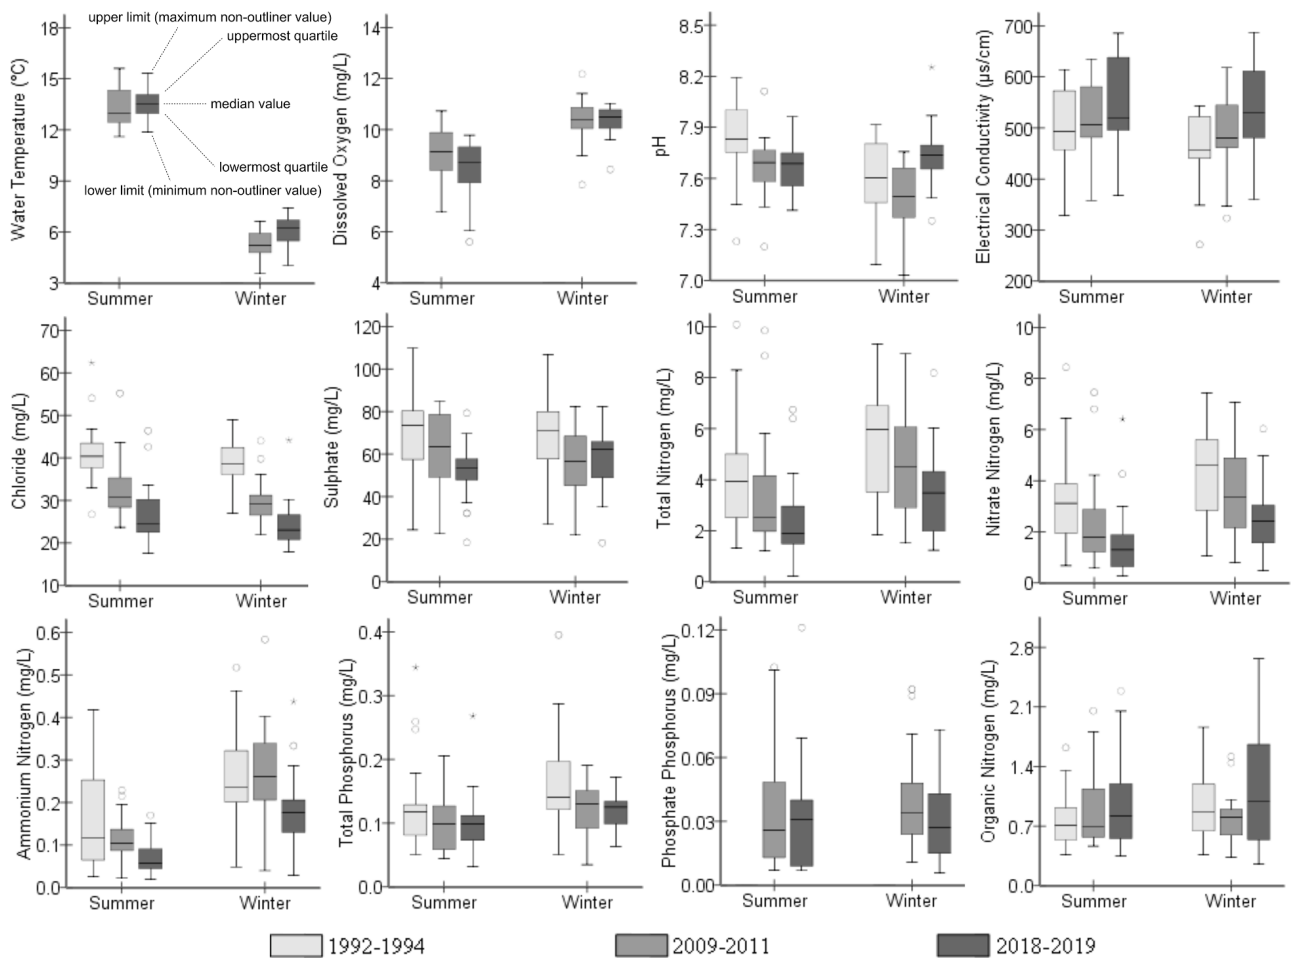 upper limit (maximum non-outliner value)
uppermost quartile
median value
lowermost quartile
lower limit (minimum non-outliner value)
Water Temperature (°C)
18
15
12
9
6
3
Summer
Winter
Dissolved Oxygen (mg/L)
14
12
10
8
6
4
Summer
Winter
pH
8.5
8.2
7.9
7.6
7.3
7.0
Summer
Winter
Electrical Conductivity (µs/cm)
700
600
500
400
300
200
Summer
Winter
Chloride (mg/L)
70
60
50
40
30
20
10
Summer
Winter
Sulphate (mg/L)
120
100
80
60
40
20
0
Summer
Winter
Total Nitrogen (mg/L)
10
8
6
4
2
0
Summer
Winter
Nitrate Nitrogen (mg/L)
10
8
6
4
2
0
Summer
Winter
Ammonium Nitrogen (mg/L)
0.6
0.5
0.4
0.3
0.2
0.1
0.0
Summer
Winter
Total Phosphorus (mg/L)
0.4
0.3
0.2
0.1
0.0
Summer
Winter
Phosphate Phosphorus (mg/L)
0.12
0.09
0.06
0.03
0.00
Summer
Winter
Organic Nitrogen (mg/L)
2.8
2.1
1.4
0.7
0.0
Summer
Winter
1992-1994
2009-2011
2018-2019